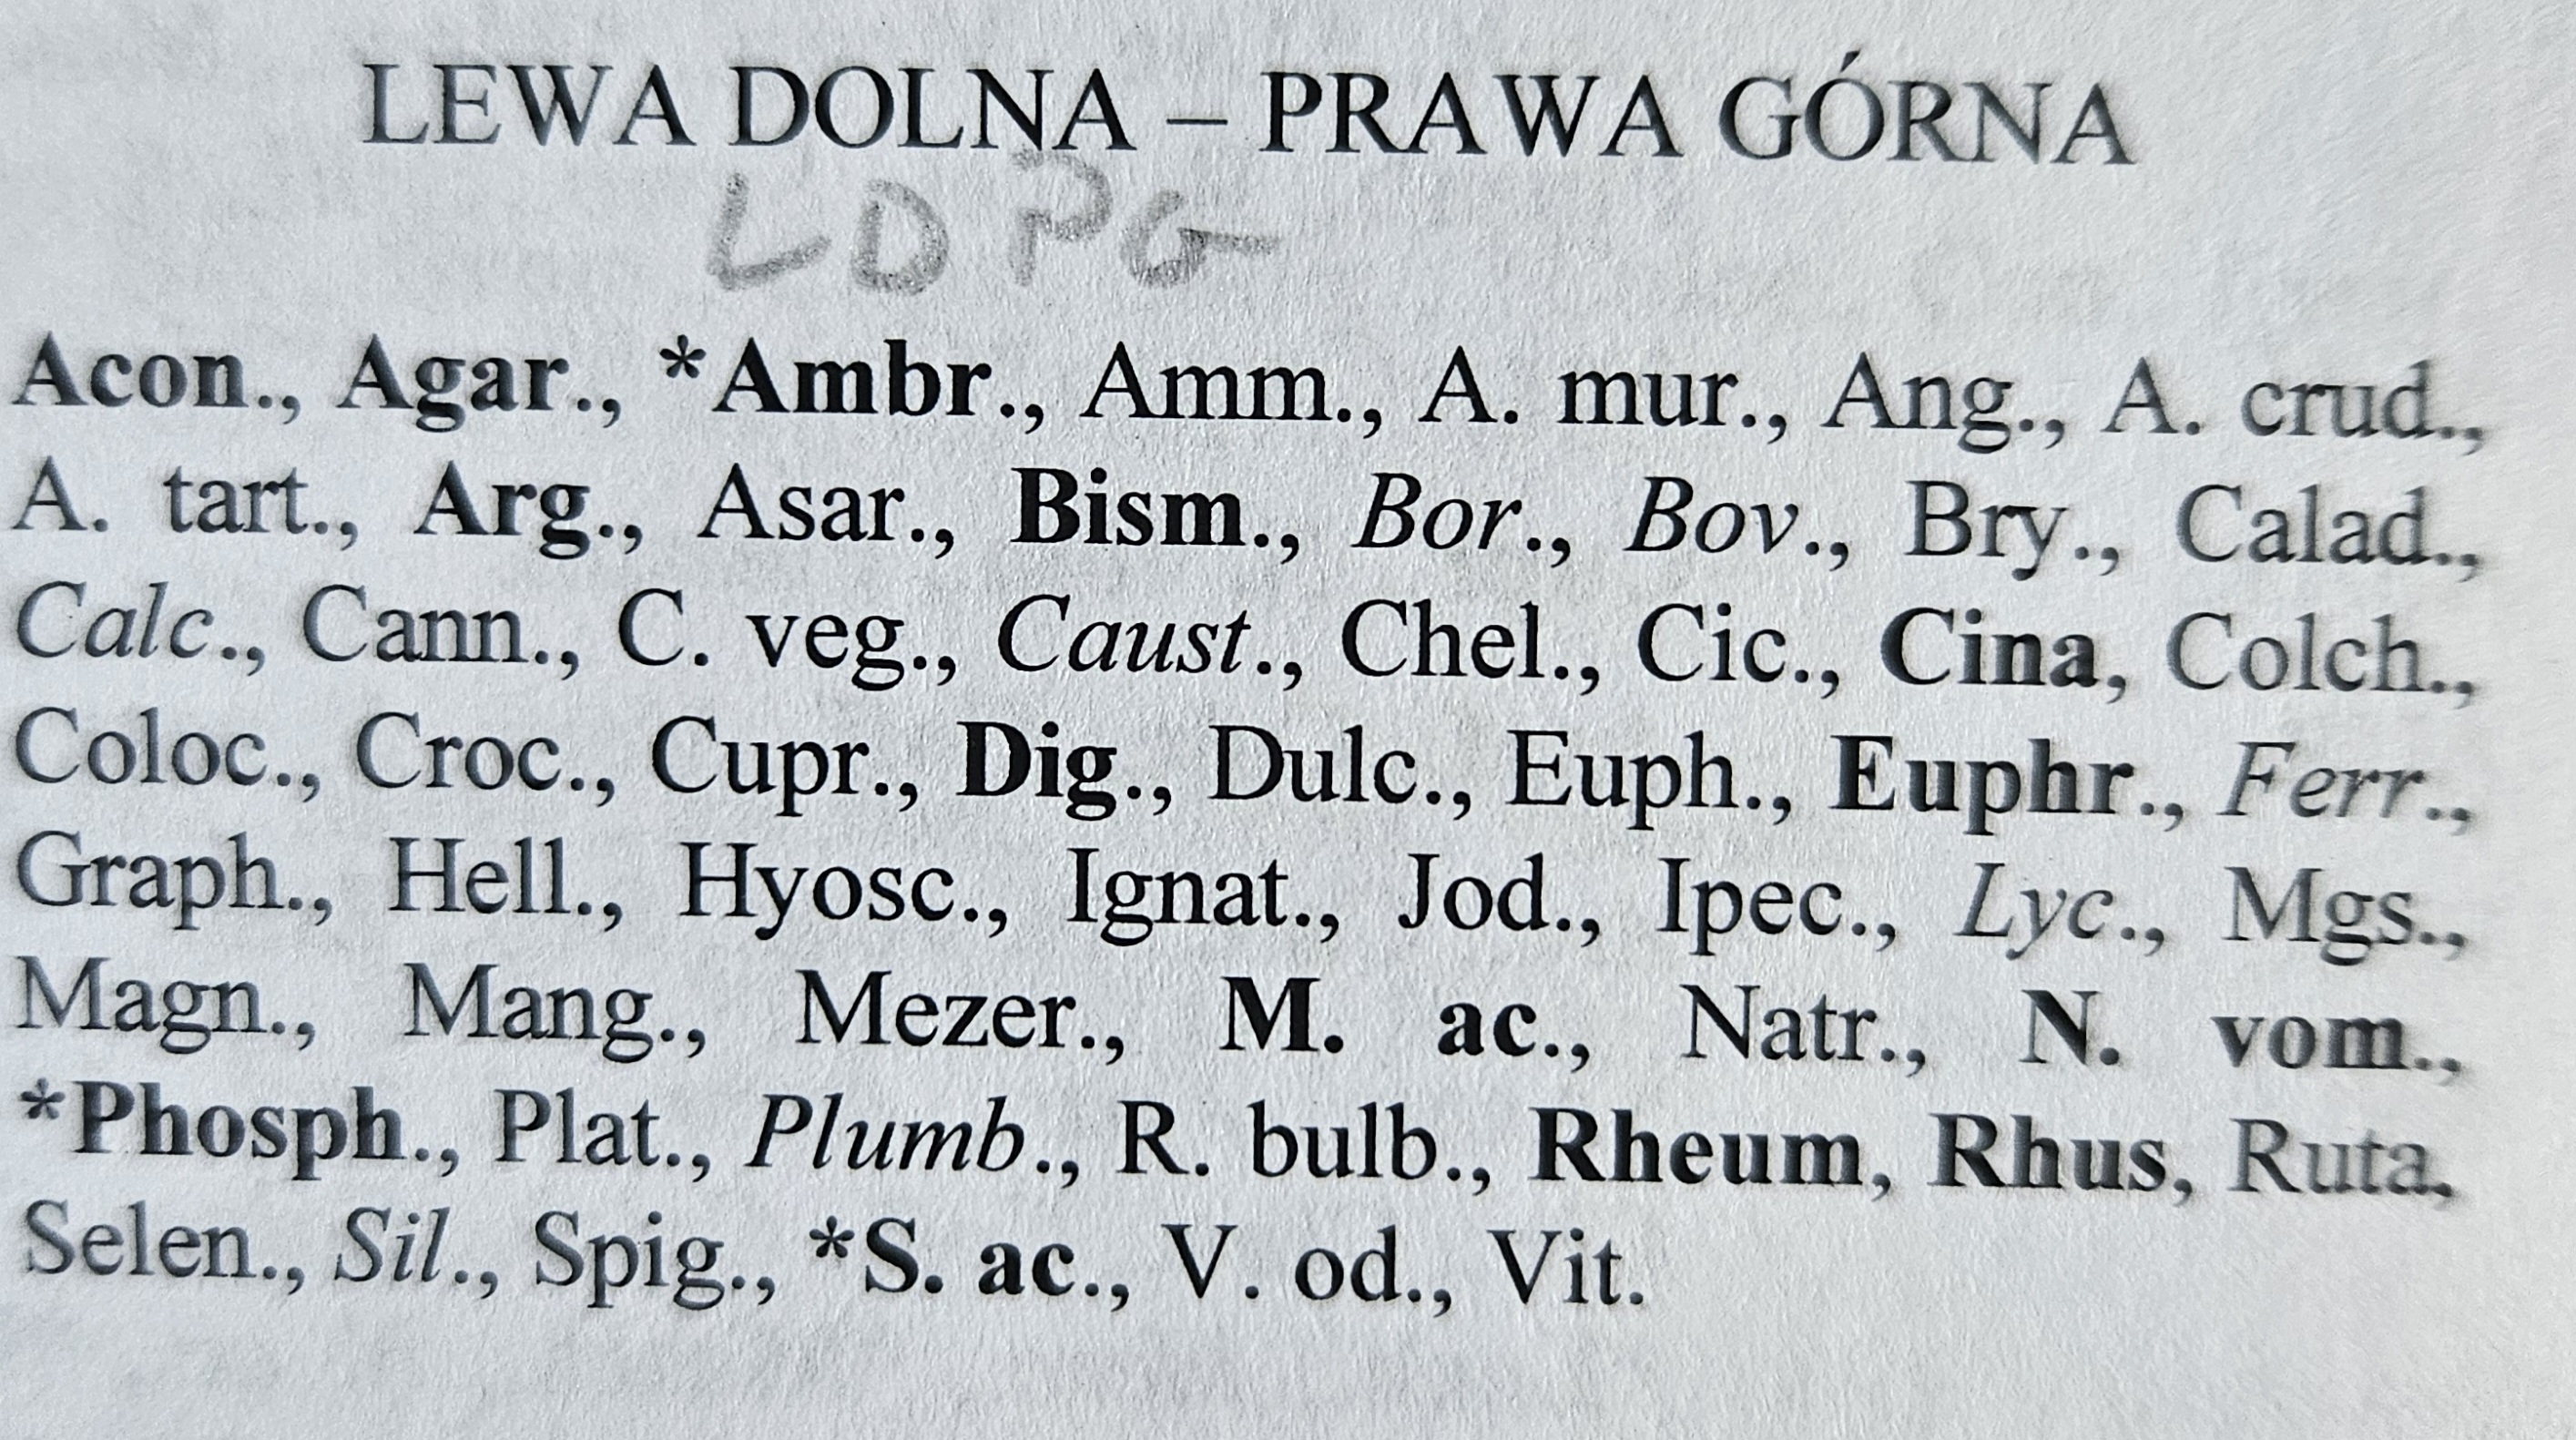 LEWA DOLNA – PRAWA GÓRNA
LDPG
Acon., Agar., *Ambr., Amm., A. mur., Ang., A. crud.,
A. tart., Arg., Asar., Bism., Bor., Bov., Bry., Calad.,
Calc., Cann., C. veg., Caust., Chel., Cic., Cina, Colch.,
Coloc., Croc., Cupr., Dig., Dulc., Euph., Euphr., Ferr.,
Graph., Hell., Hyosc., Ignat., Jod., Ipec., Lyc., Mgs.,
Magn., Mang., Mezer., M. ac., Natr., N. vom.,
*Phosph., Plat., Plumb., R. bulb., Rheum, Rhus, Ruta,
Selen., Sil., Spig., *S. ac., V. od., Vit.